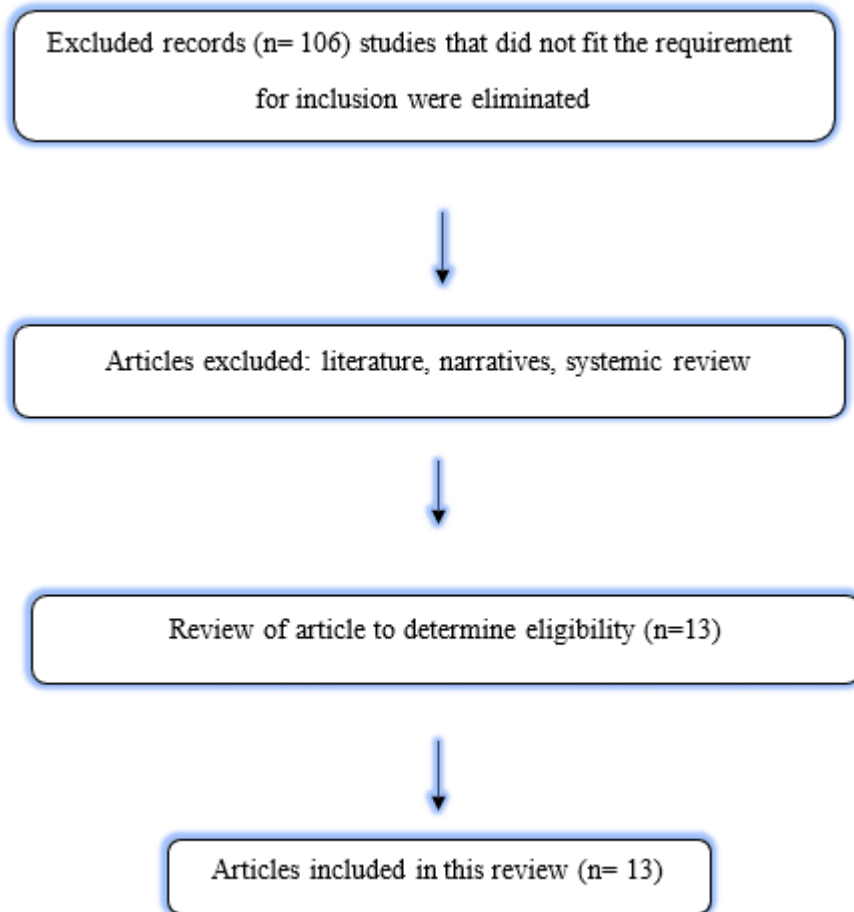 Excluded records (n= 106) studies that did not fit the requirement
for inclusion were eliminated
Articles excluded: literature, narratives, systemic review
Review of article to determine eligibility (n=13)
Articles included in this review (n= 13)